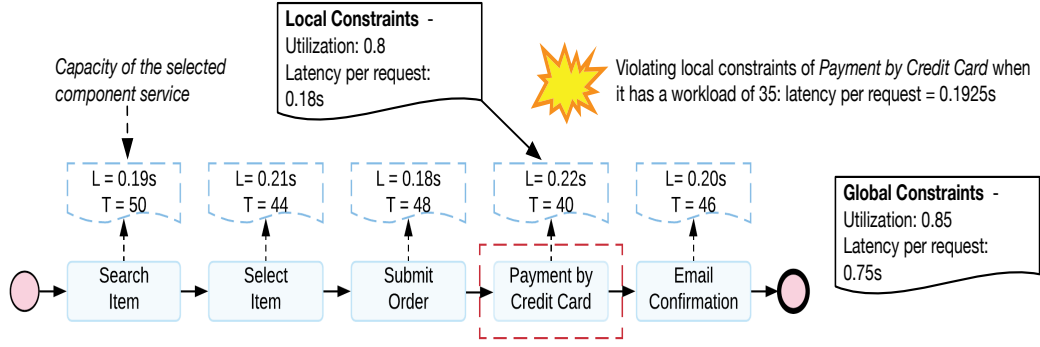 Local Constraints -
Utilization: 0.8
Latency per request:
0.18s
Capacity of the selected
component service
Violating local constraints of Payment by Credit Card when
it has a workload of 35: latency per request = 0.1925s
L = 0.19s
T = 50
L= 0.21s
T = 44
L = 0.18s
T = 48
L= 0.22s
T = 40
L= 0.20s
T = 46
Global Constraints -
Utilization: 0.85
Latency per request:
0.75s
Search
Item
Select
Item
Submit
Order
Payment by
Credit Card
Email
Confirmation